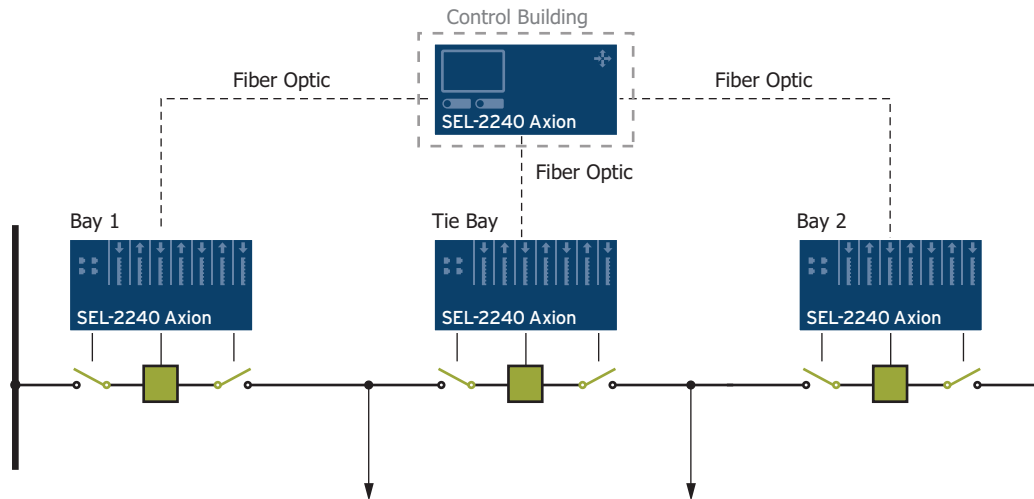 Control Building
Fiber Optic
Fiber Optic
SEL-2240 Axion
Fiber Optic
Bay 1
Tie Bay
Bay 2
SEL-2240 Axion
SEL-2240 Axion
SEL-2240 Axion